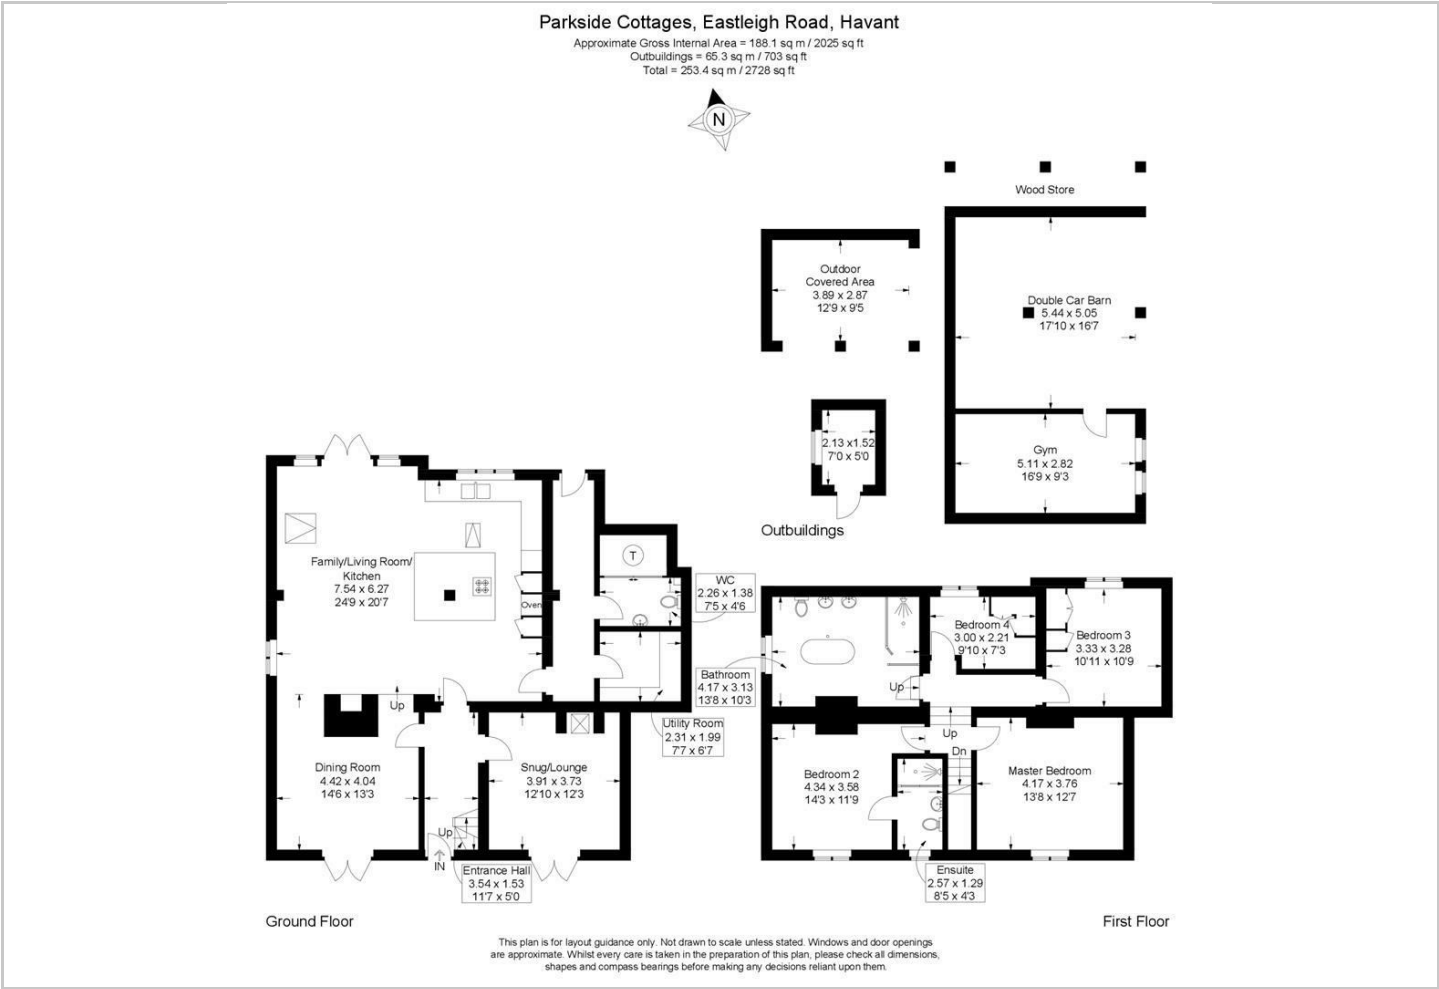 Parkside Cottages, Eastleigh Road, Havant
Approximate Gross Internal Area = 188.1 sq m / 2025 sq ft
Outbuildings = 65.3 sq m / 703 sq ft
Total = 253.4 sq m / 2728 sq ft
N
Wood Store
Outdoor
Covered Area
3.89 x 2.87
12'9 x 9'5
Double Car Barn
5.44 x 5.05
17'10 x 16'7
2.13 x1.52
7'0 x 5'0
Gym
5.11 x 2.82
16'9 x 9'3
Outbuildings
Family/Living Room/
Kitchen
7.54 x 6.27
24'9 x 20'7
Oven
T
WC
2.26 x 1.38
7'5 x 4'6
Bathroom
4.17 x 3.13
13'8 x 10'3
Utility Room
2.31 x 1.99
7'7 x 6'7
Up
Dining Room
4.42 x 4.04
14'6 x 13'3
Snug/Lounge
3.91 x 3.73
12'10 x 12'3
Up
IN
Entrance Hall
3.54 x 1.53
11'7 x 5'0
Ground Floor
Bedroom 4
3.00 x 2.21
9'10 x 7'3
Bedroom 3
3.33 x 3.28
10'11 x 10'9
Up
Up
Dn
Bedroom 2
4.34 x 3.58
14'3 x 11'9
Master Bedroom
4.17 x 3.76
13'8 x 12'7
Ensuite
2.57 x 1.29
8'5 x 4'3
First Floor
This plan is for layout guidance only. Not drawn to scale unless stated. Windows and door openings
are approximate. Whilst every care is taken in the preparation of this plan, please check all dimensions,
shapes and compass bearings before making any decisions reliant upon them.